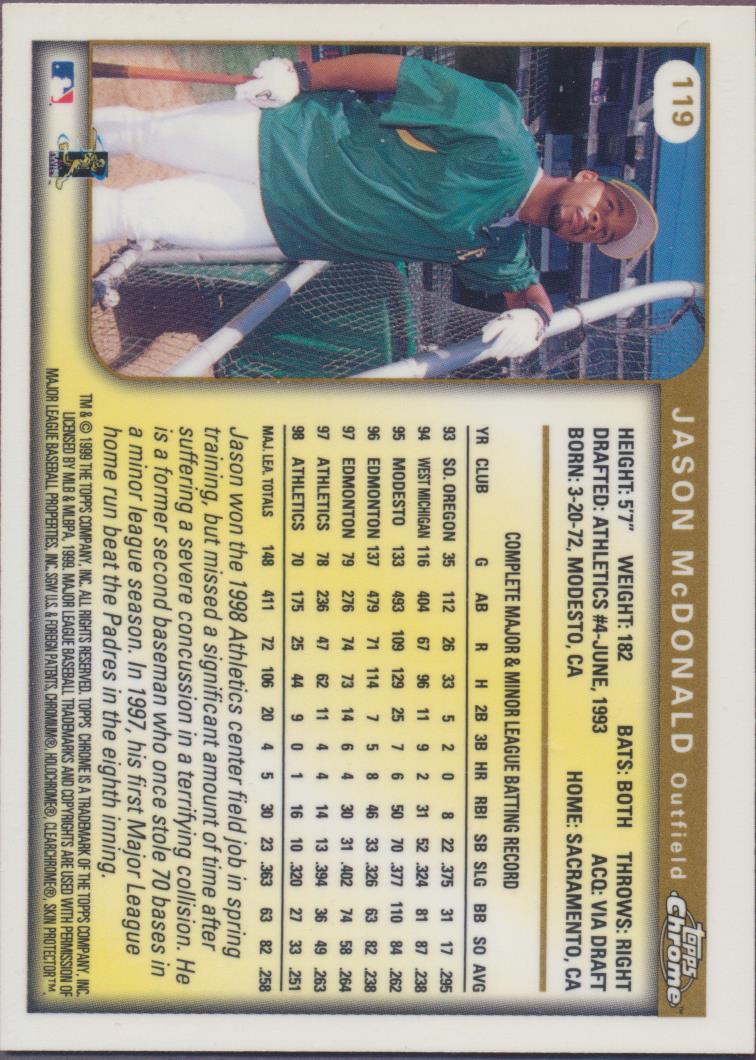 119
JASON McDONALD Outfield
topps Chrome™
HEIGHT: 5'7" WEIGHT: 182 BATS: BOTH THROWS: RIGHT
DRAFTED: ATHLETICS #4-JUNE, 1993 ACQ: VIA DRAFT
BORN: 3-20-72, MODESTO, CA HOME: SACRAMENTO, CA
COMPLETE MAJOR & MINOR LEAGUE BATTING RECORD
YR CLUB G AB R H 2B 3B HR RBI SB SLG BB SO AVG
93 SO. OREGON 35 112 26 33 5 2 0 8 22 .375 31 17 .295
94 WEST MICHIGAN 116 404 67 96 11 9 2 31 52 .324 81 87 .238
95 MODESTO 133 493 109 129 25 7 6 50 70 .377 110 84 .262
96 EDMONTON 137 479 71 114 7 5 8 46 33 .326 63 82 .238
97 EDMONTON 79 276 74 73 14 6 4 30 31 .402 74 58 .264
97 ATHLETICS 78 236 47 62 11 4 4 14 13 .394 36 49 .263
98 ATHLETICS 70 175 25 44 9 0 1 16 10 .320 27 33 .251
MAJ. LEA. TOTALS 148 411 72 106 20 4 5 30 23 .363 63 82 .258
Jason won the 1998 Athletics center field job in spring
training, but missed a significant amount of time after
suffering a severe concussion in a terrifying collision. He
is a former second baseman who once stole 70 bases in
a minor league season. In 1997, his first Major League
home run beat the Padres in the eighth inning.
TM & © 1999 THE TOPPS COMPANY, INC. ALL RIGHTS RESERVED. TOPPS CHROME IS A TRADEMARK OF THE TOPPS COMPANY, INC.
LICENSED BY MLB & MLBPA, 1999. MAJOR LEAGUE BASEBALL TRADEMARKS AND COPYRIGHTS ARE USED WITH PERMISSION OF
MAJOR LEAGUE BASEBALL PROPERTIES, INC. SGW U.S. & FOREIGN PATENTS, CHROMIUM®, HOLOCHROME®, CLEARCHROME®, SKIN PROTECTOR™